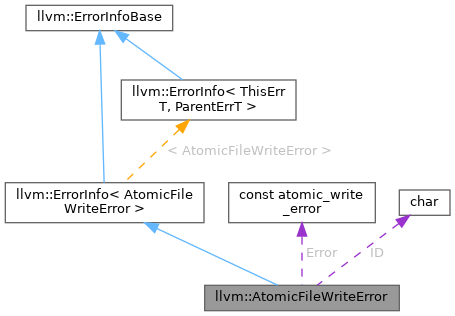 llvm::ErrorInfoBase
llvm::ErrorInfo< ThisErr
T, ParentErrT >
< AtomicFileWriteError >
llvm::ErrorInfo< AtomicFile
WriteError >
const atomic_write
_error
char
Error
ID
llvm::AtomicFileWriteError